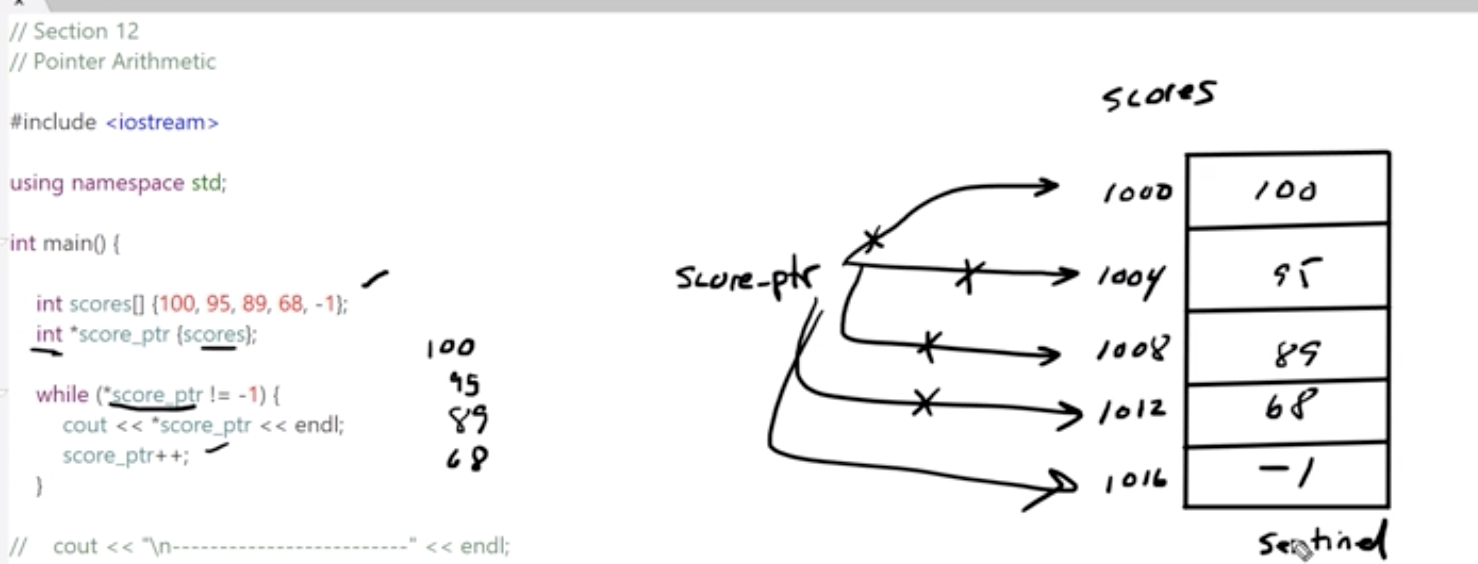 // Section 12
// Pointer Arithmetic
#include <iostream>
using namespace std;
int main() {
int scores[] {100, 95, 89, 68, -1};
int *score_ptr {scores};
while (*score_ptr != -1) {
cout << *score_ptr << endl;
score_ptr++;
}
// cout << "\n-------------------------" << endl;
100
95
89
68
scores
score_ptr
1000 100
1004 95
1008 89
1012 68
1016 -1
sentinel